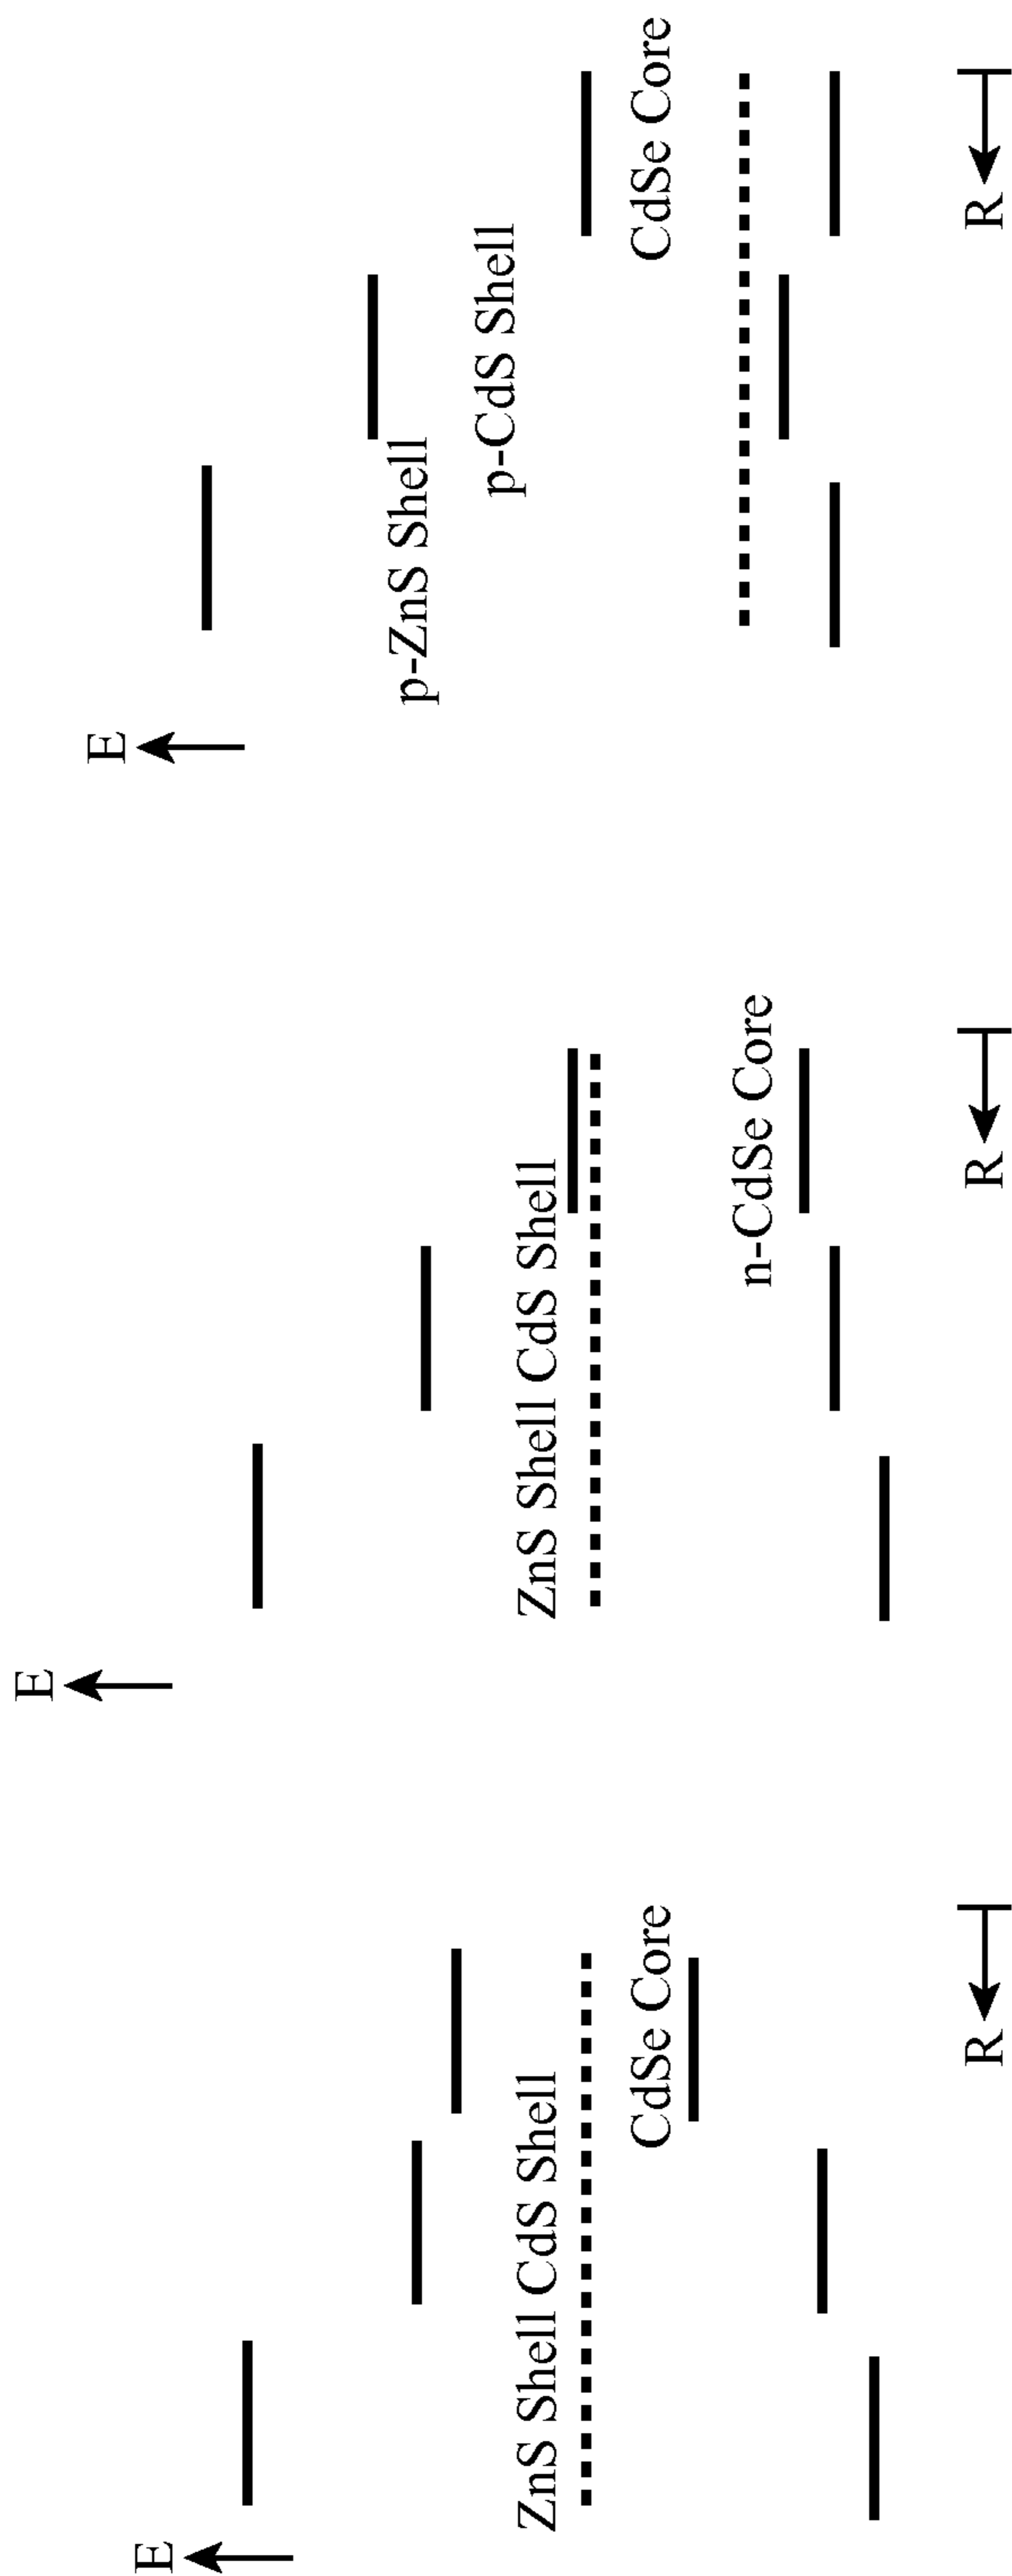 E
ZnS Shell CdS Shell
CdSe Core
R
E
ZnS Shell CdS Shell
n-CdSe Core
R
E
p-ZnS Shell
p-CdS Shell
CdSe Core
R